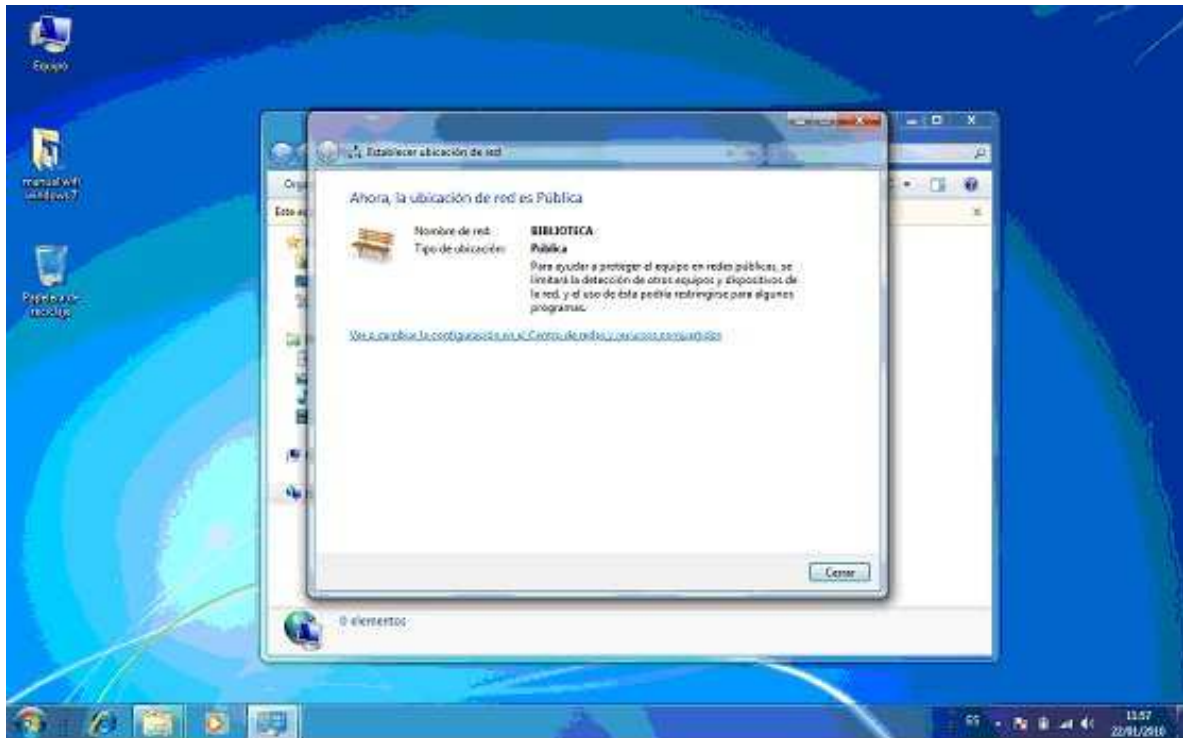 Equipo
manual wifi
windows 7
Papelera de
reciclaje
Establecer ubicación de red
Ahora, la ubicación de red es Pública
Nombre de red: BIBLIOTECA
Tipo de ubicación: Pública
Para ayudar a proteger el equipo en redes públicas, se
limitará la detección de otros equipos y dispositivos de
la red, y el uso de ésta podría restringirse para algunos
programas.
Ver o cambiar la configuración en el Centro de redes y recursos compartidos
Cerrar
0 elementos
ES
11:57
22/01/2010